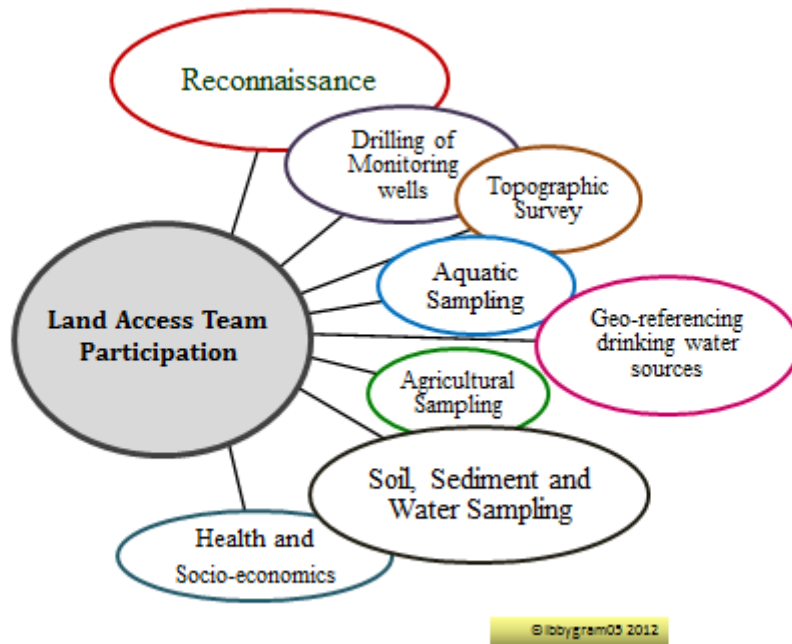 Reconnaissance
Drilling of
Monitoring
wells
Topographic
Survey
Aquatic
Sampling
Land Access Team
Participation
Geo-referencing
drinking water
sources
Agricultural
Sampling
Soil, Sediment and
Water Sampling
Health and
Socio-economics
©Ibbygram05 2012